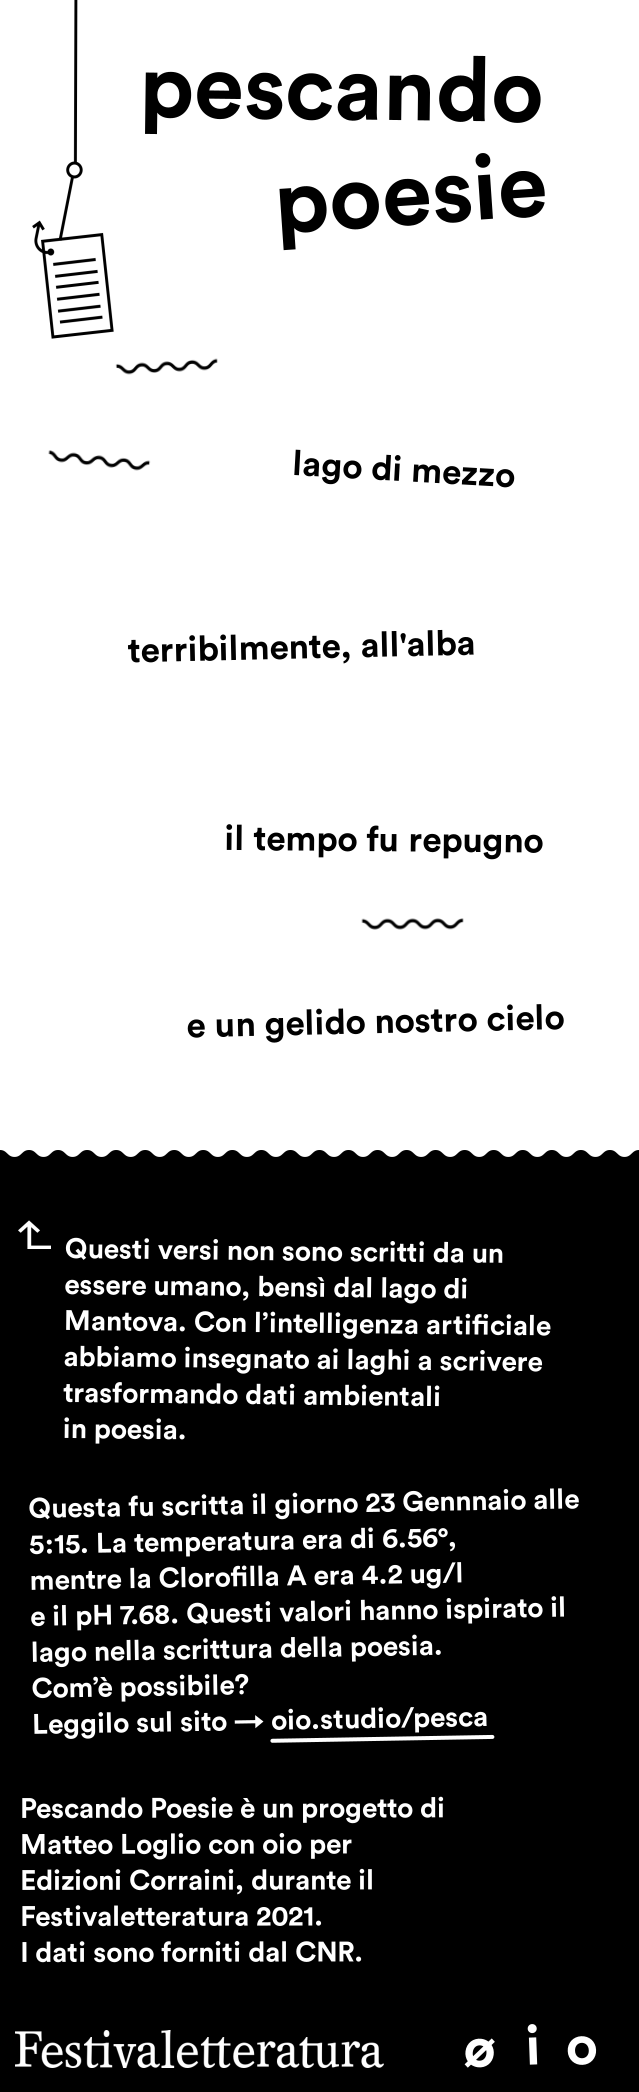 pescando
poesie
lago di mezzo
terribilmente, all'alba
il tempo fu repugno
e un gelido nostro cielo
Questi versi non sono scritti da un
essere umano, bensì dal lago di
Mantova. Con l’intelligenza artificiale
abbiamo insegnato ai laghi a scrivere
trasformando dati ambientali
in poesia.
Questa fu scritta il giorno 23 Gennnaio alle
5:15. La temperatura era di 6.56°,
mentre la Clorofilla A era 4.2 ug/l
e il pH 7.68. Questi valori hanno ispirato il
lago nella scrittura della poesia.
Com’è possibile?
Leggilo sul sito → oio.studio/pesca
Pescando Poesie è un progetto di
Matteo Loglio con oio per
Edizioni Corraini, durante il
Festivaletteratura 2021.
I dati sono forniti dal CNR.
Festivaletteratura ø i o